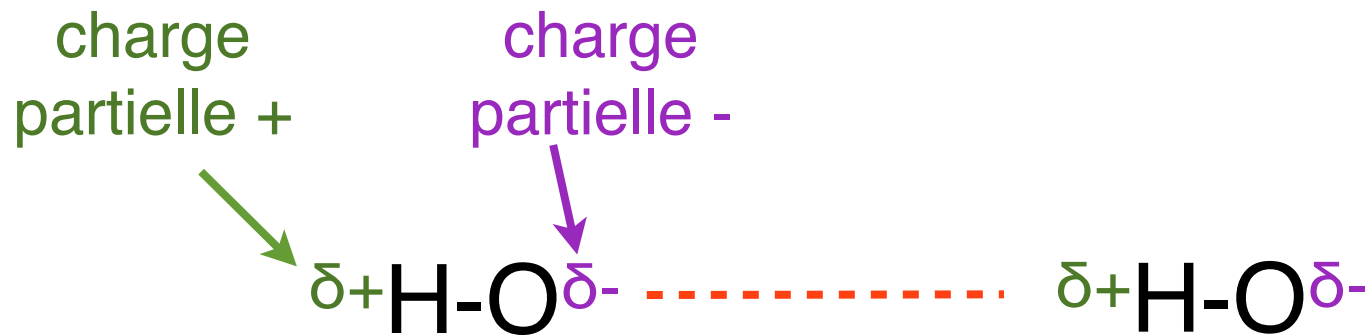 charge
partielle +
charge
partielle -
δ+H-Oδ- δ+H-Oδ-